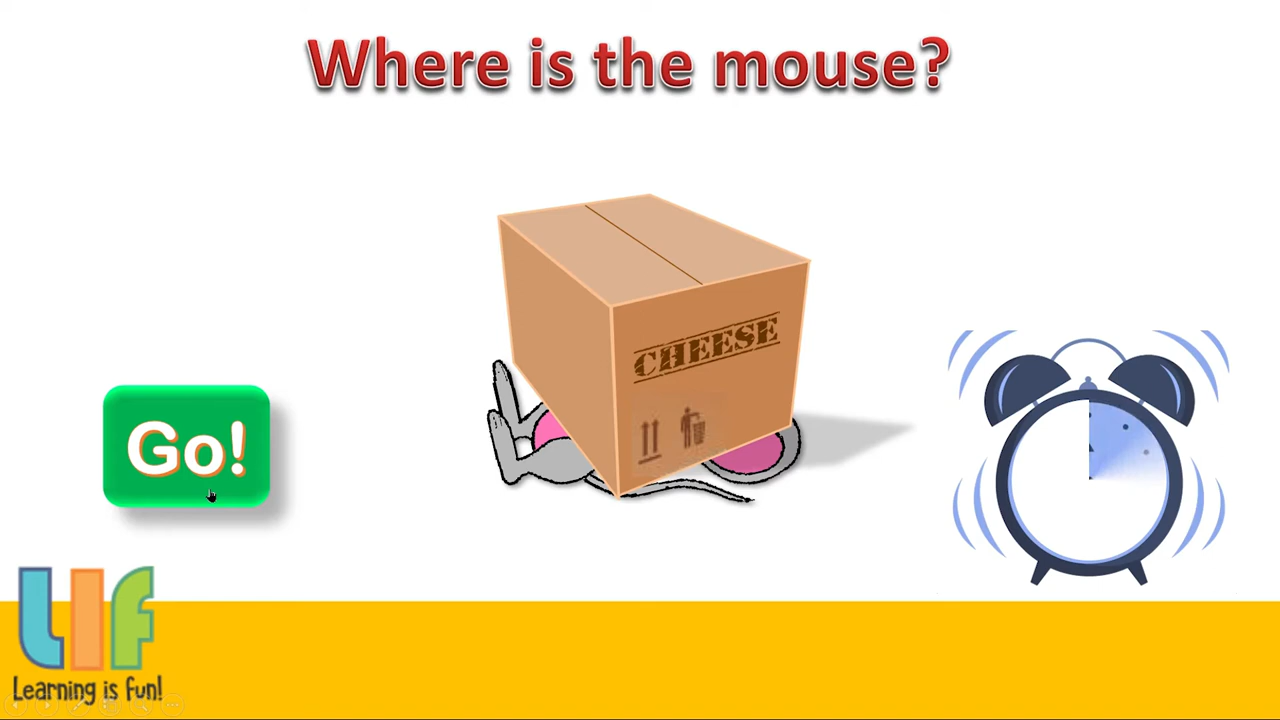 Where is the mouse?
CHEESE
Go!
LIF
Learning is fun!